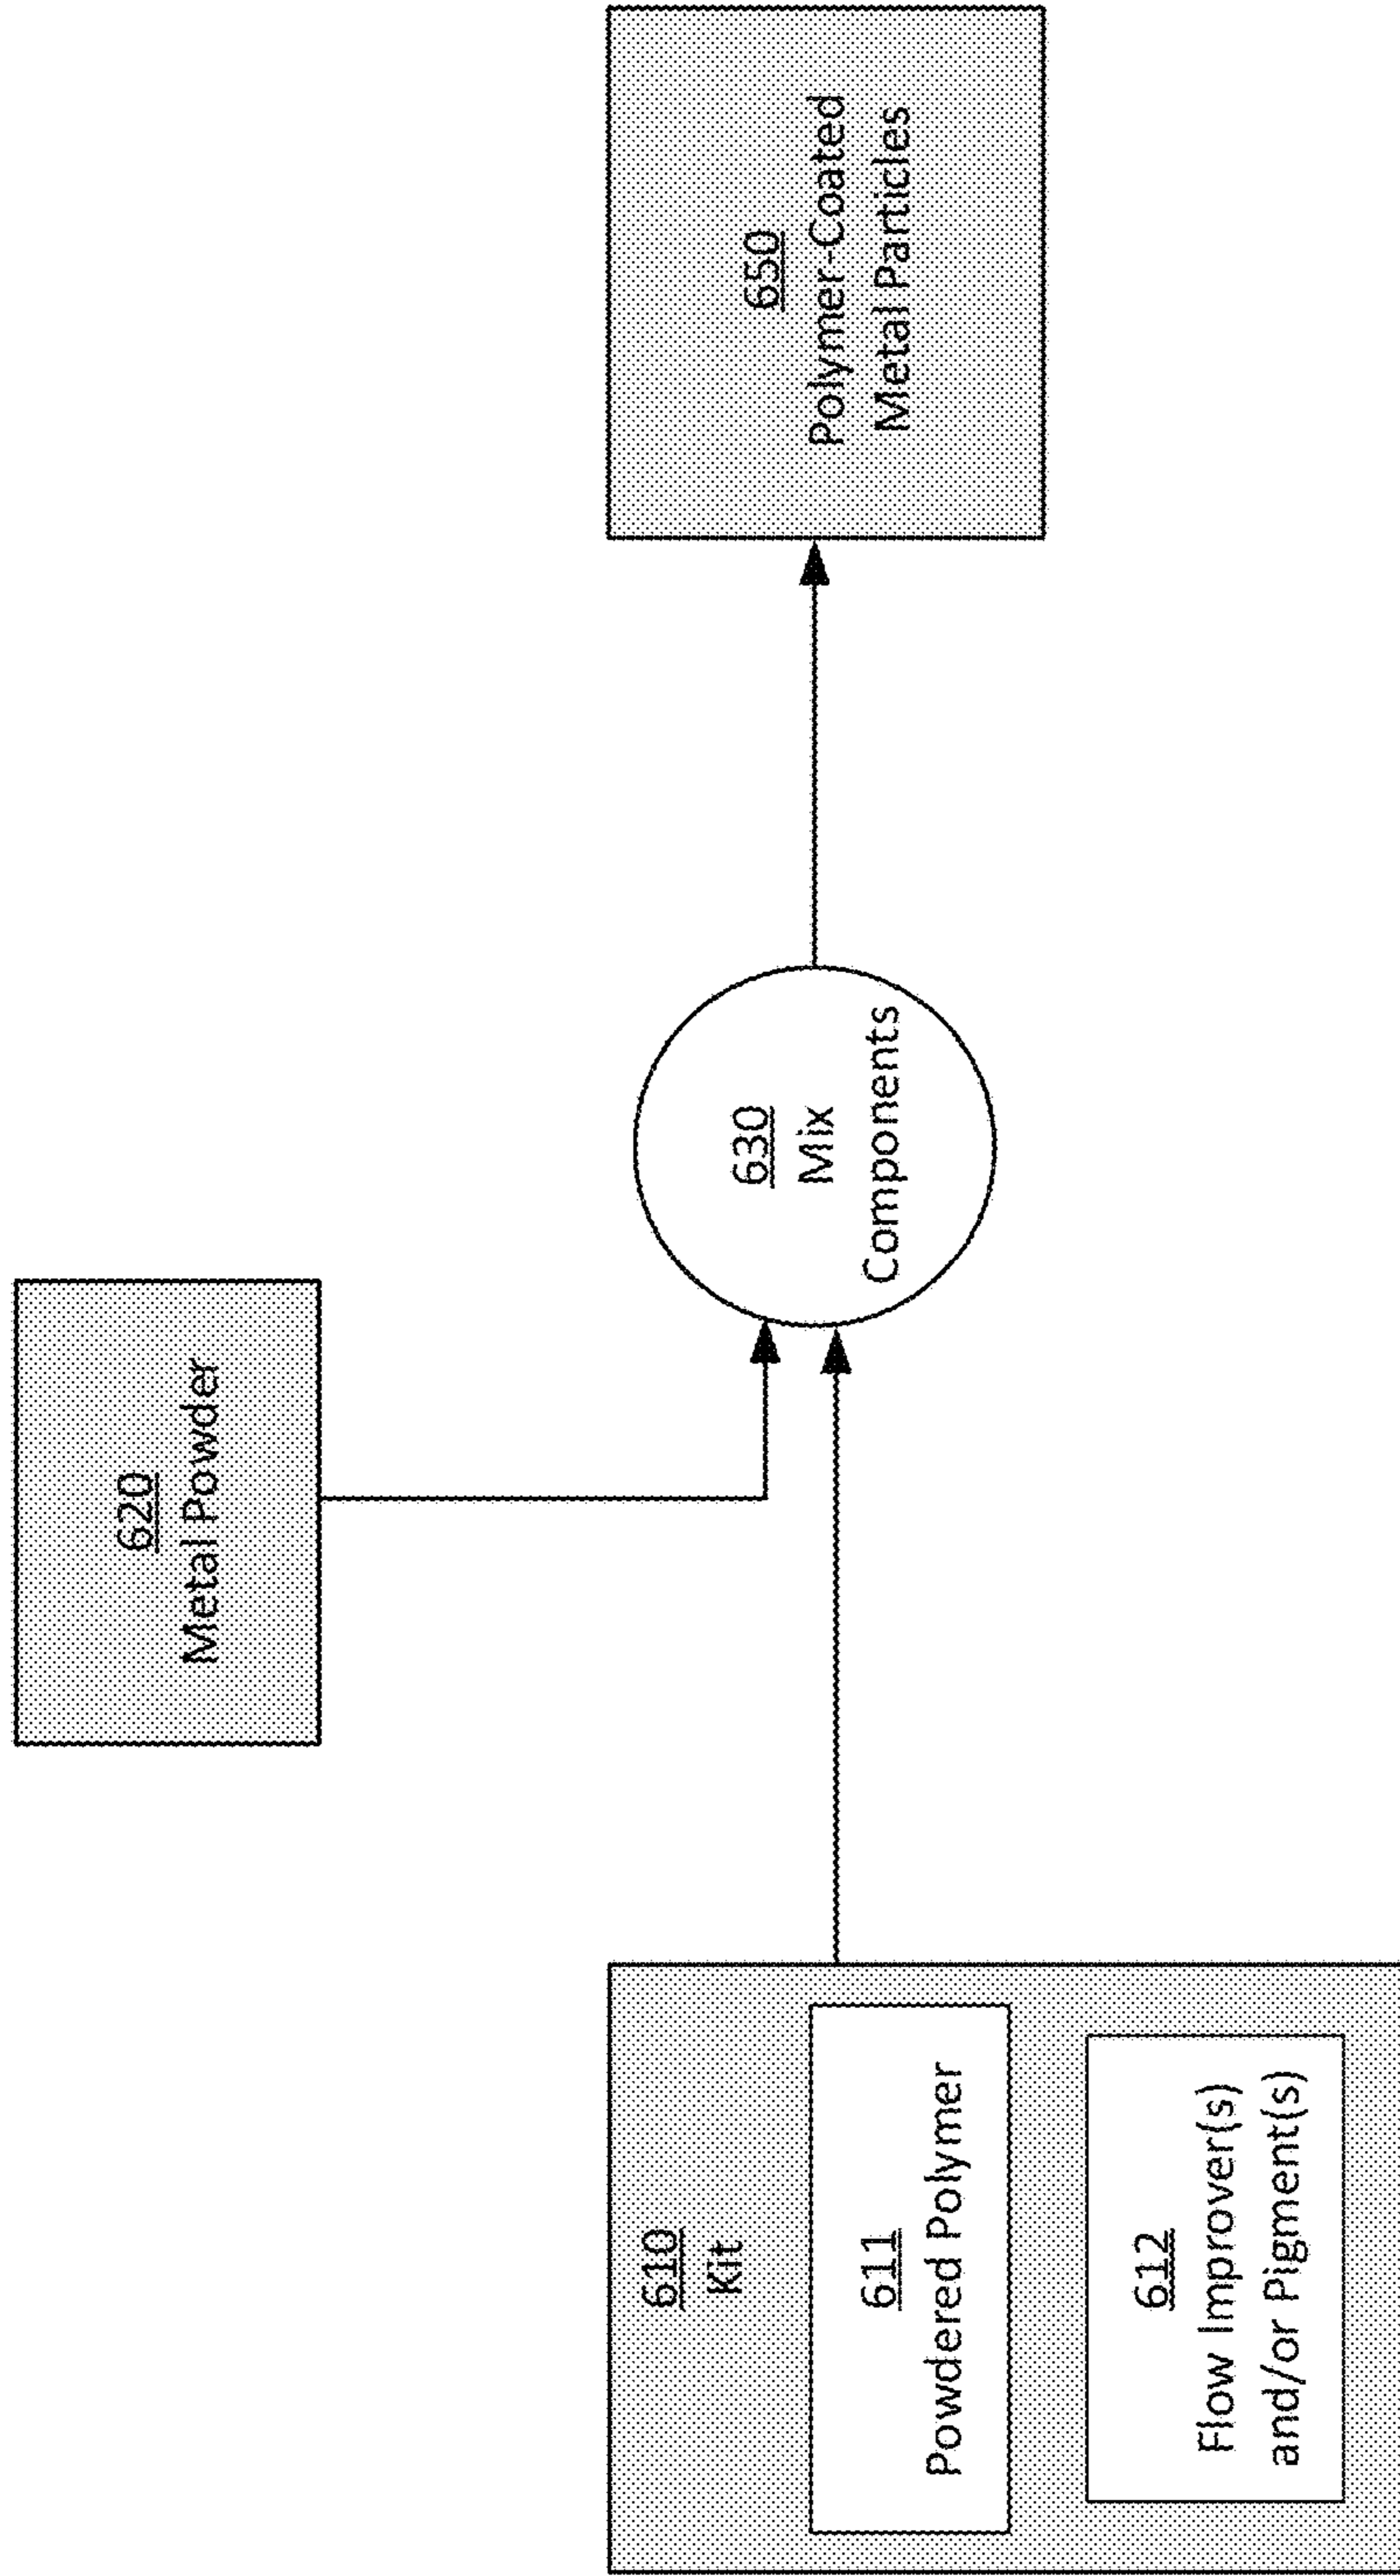 620
Metal Powder
610
Kit
611
Powdered Polymer
612
Flow Improver(s)
and/or Pigment(s)
630
Mix
Components
650
Polymer-Coated
Metal Particles